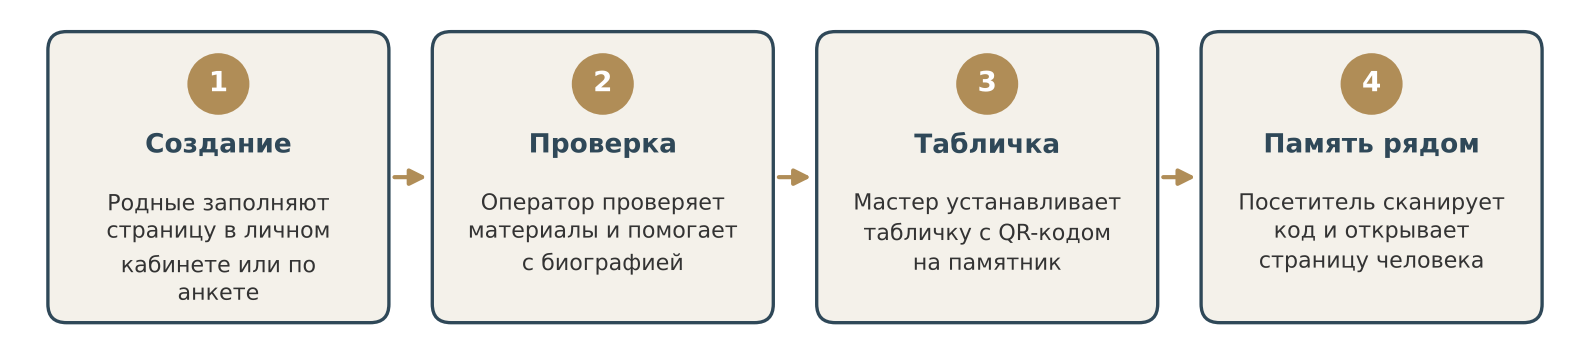 1
Создание
Родные заполняют
страницу в личном
кабинете или по
анкете
2
Проверка
Оператор проверяет
материалы и помогает
с биографией
3
Табличка
Мастер устанавливает
табличку с QR-кодом
на памятник
4
Память рядом
Посетитель сканирует
код и открывает
страницу человека